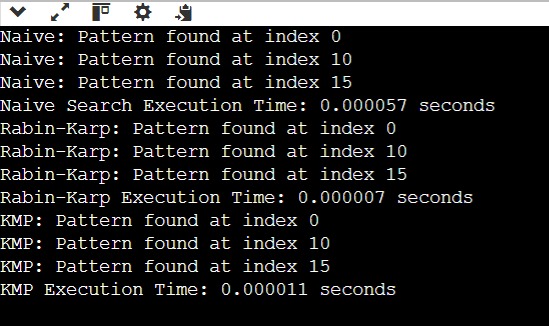 Naive: Pattern found at index 0
Naive: Pattern found at index 10
Naive: Pattern found at index 15
Naive Search Execution Time: 0.000057 seconds
Rabin-Karp: Pattern found at index 0
Rabin-Karp: Pattern found at index 10
Rabin-Karp: Pattern found at index 15
Rabin-Karp Execution Time: 0.000007 seconds
KMP: Pattern found at index 0
KMP: Pattern found at index 10
KMP: Pattern found at index 15
KMP Execution Time: 0.000011 seconds